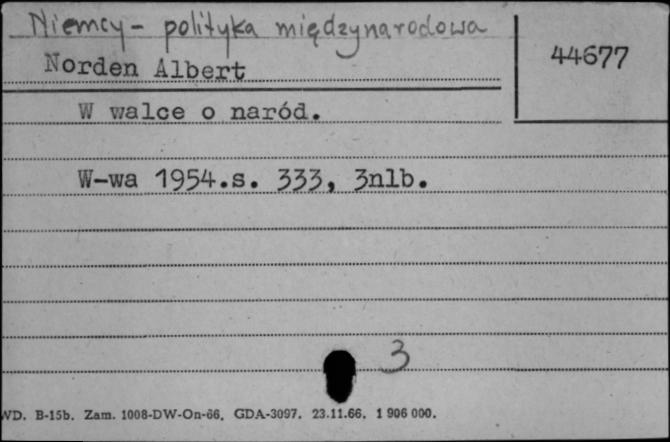 Niemcy - polityka międzynarodowa
44677
Norden Albert
W walce o naród.
W-wa 1954.s. 333, 3nlb.
3
WD. B-15b. Zam. 1008-DW-On-66. GDA-3097. 23.11.66. 1 906 000.